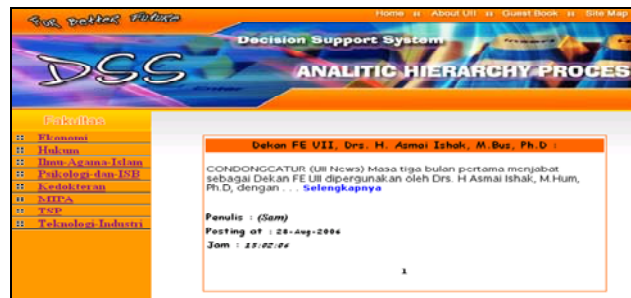 For Better Future
Home :: About UII :: Guest Book :: Site Map
Decision Support System
DSS
ANALITIC HIERARCHY PROCES
Enter
Fakultas
:: Ekonomi
:: Hukum
:: Ilmu-Agama-Islam
:: Psikologi-dan-ISB
:: Kedokteran
:: MIPA
:: TSP
:: Teknologi-Industri
Dekan FE UII, Drs. H. Asmai Ishak, M.Bus, Ph.D :
CONDONGCATUR (UII News) Masa tiga bulan pertama menjabat
sebagai Dekan FE UII dipergunakan oleh Drs. H Asmai Ishak, M.Hum,
Ph.D, dengan . . . Selengkapnya
Penulis : (Sam)
Posting at : 28-Aug-2006
Jam : 15:02:06
1